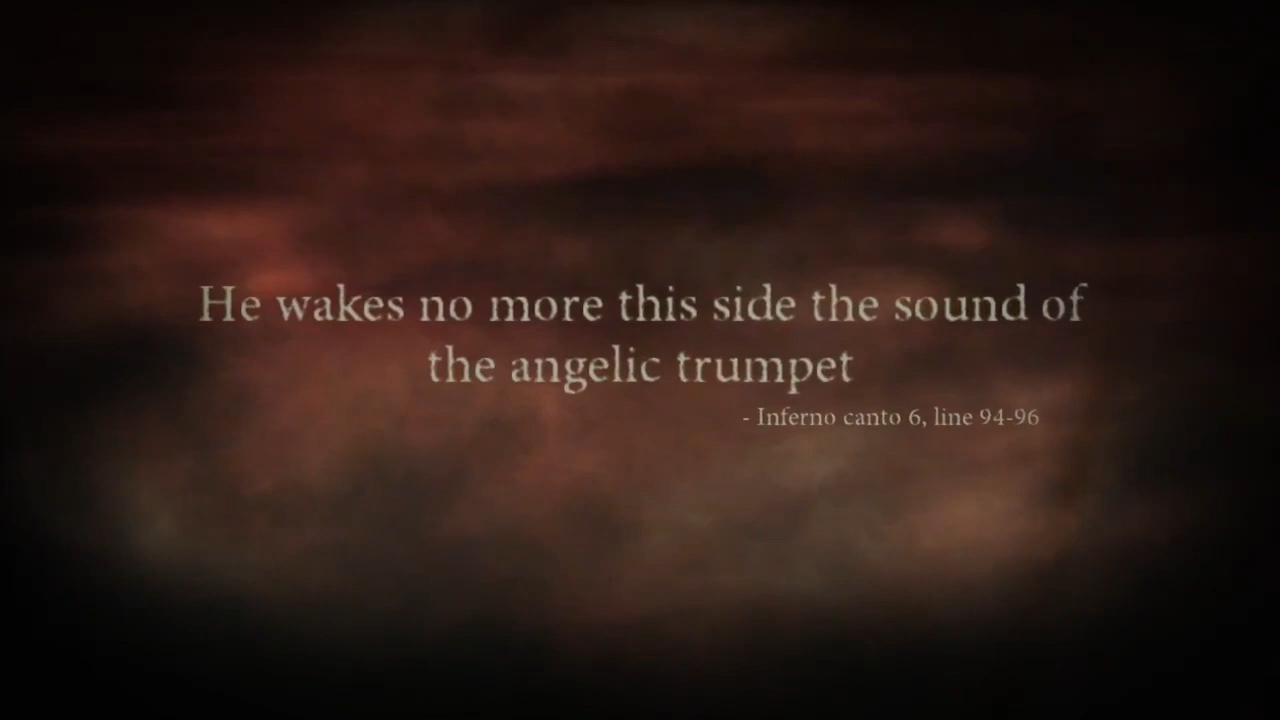 He wakes no more this side the sound of
the angelic trumpet
- Inferno canto 6, line 94-96